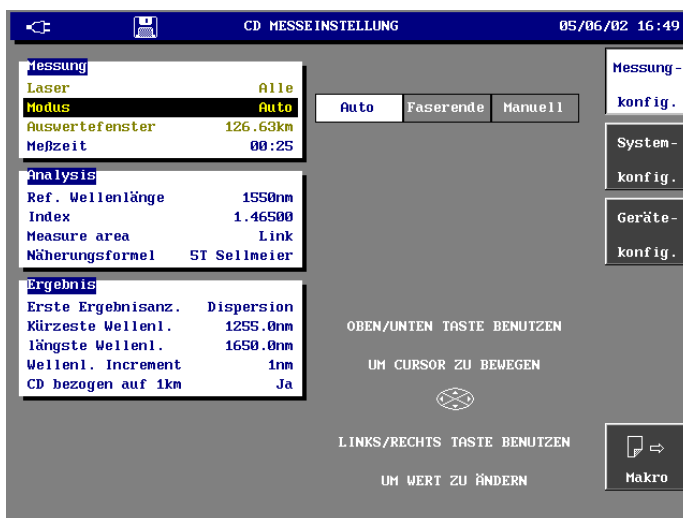 CD MESSEINSTELLUNG 05/06/02 16:49
Messung
Laser Alle
Modus Auto
Auswertefenster 126.63km
Meßzeit 00:25
Auto Faserende Manuell
Analysis
Ref. Wellenlänge 1550nm
Index 1.46500
Measure area Link
Näherungsformel 5T Sellmeier
Ergebnis
Erste Ergebnisanz. Dispersion
Kürzeste Wellenl. 1255.0nm
längste Wellenl. 1650.0nm
Wellenl. Increment 1nm
CD bezogen auf 1km Ja
OBEN/UNTEN TASTE BENUTZEN
UM CURSOR ZU BEWEGEN
LINKS/RECHTS TASTE BENUTZEN
UM WERT ZU ÄNDERN
Messung-
konfig.
System-
konfig.
Geräte-
konfig.
Makro